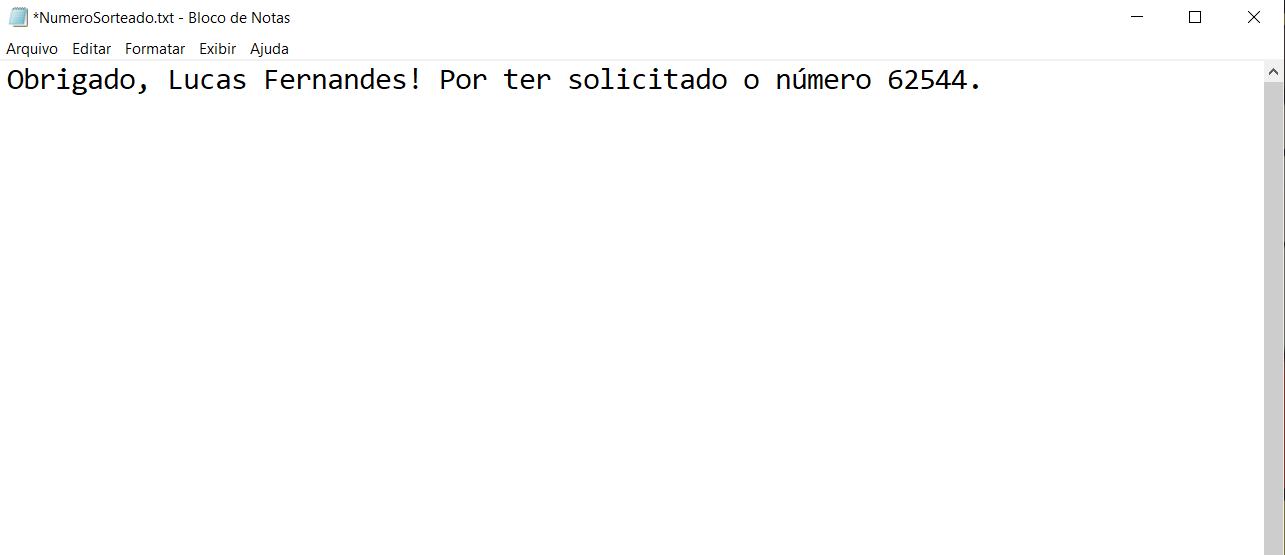 *NumeroSorteado.txt - Bloco de Notas
Arquivo Editar Formatar Exibir Ajuda
Obrigado, Lucas Fernandes! Por ter solicitado o número 62544.